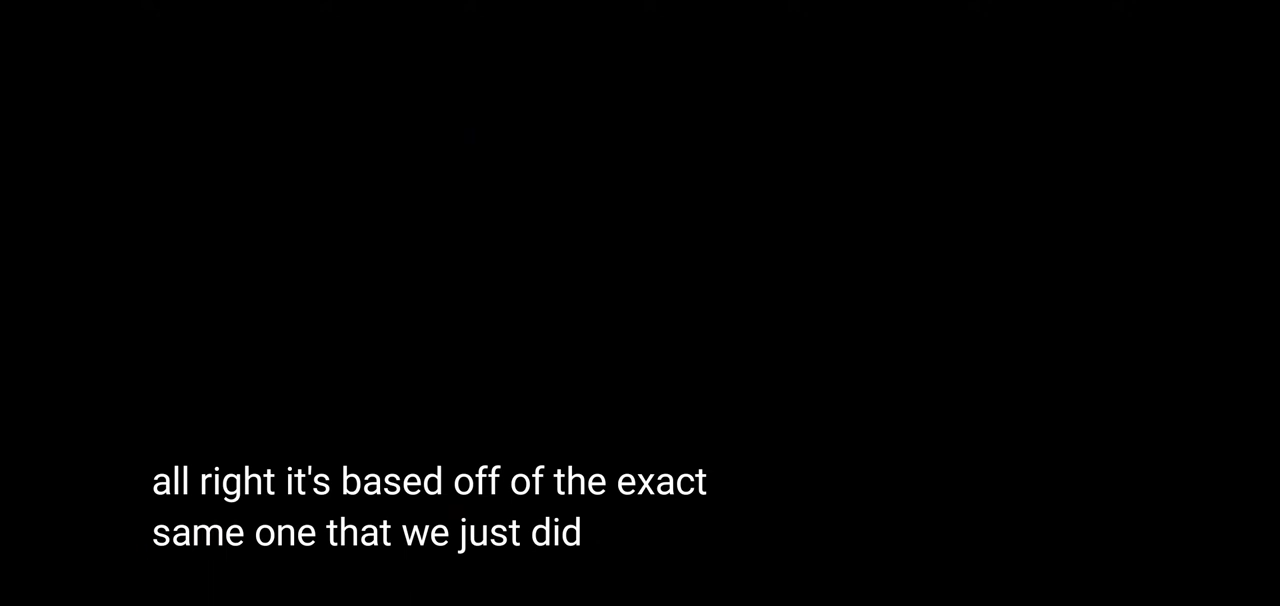 all right it's based off of the exact
same one that we just did